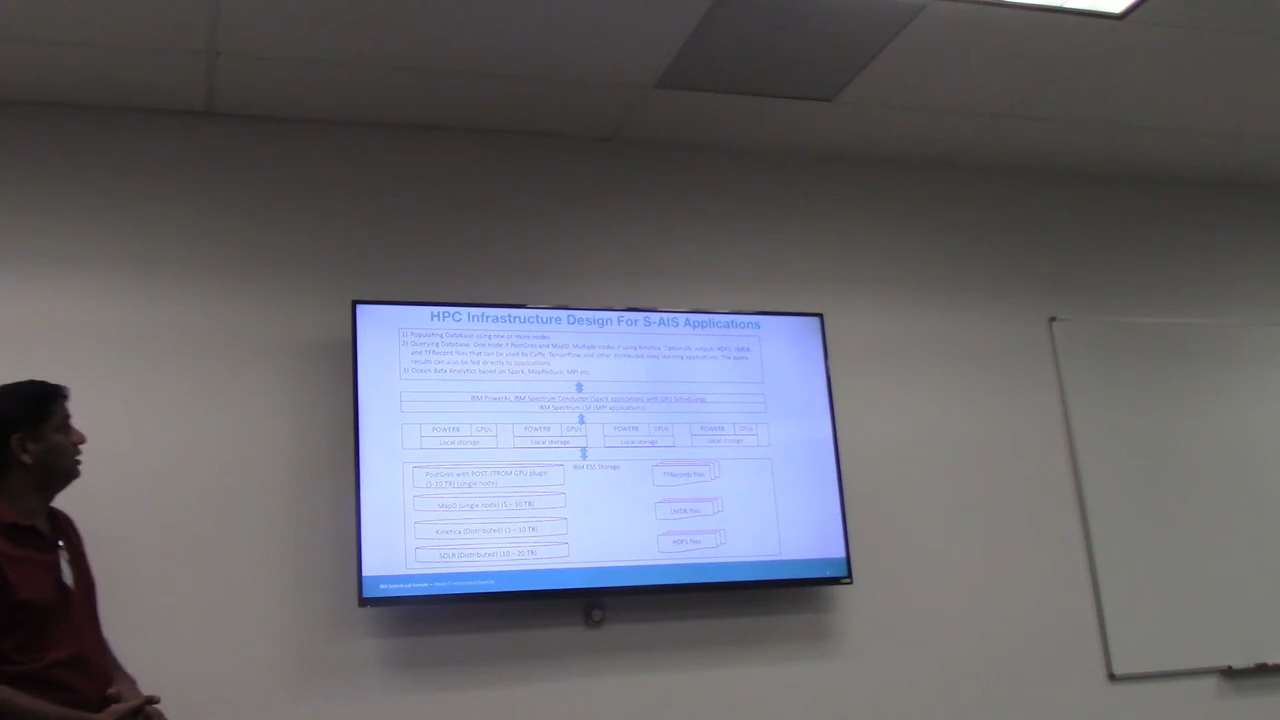 HPC Infrastructure Design For S-AIS Applications
1) Populating Database using one or more nodes.
2) Querying Database. One node if PostGres and MapD. Multiple nodes if using Kinetica. Optionally outputs HDF5, LMDB,
and TFRecord files that can be used by Caffe, Tensorflow and other distributed deep learning applications. The query
results can also be fed directly to applications.
3) Ocean data Analytics based on Spark, MapReduce, MPI etc.
IBM PowerAI, IBM Spectrum Conductor (Spark applications with GPU Scheduling)
IBM Spectrum LSF (MPI applications)
POWER8 GPUs POWER8 GPUs POWER8 GPUs POWER8 GPUs
Local storage Local storage Local storage Local storage
IBM ESS Storage
PostGres with POST-STROM GPU plugin
(5-10 TB) (single node)
TFRecords files
MapD (single node) (5 – 10 TB)
LMDB files
Kinetica (Distributed) (5 – 10 TB)
HDF5 files
SOLR (Distributed) (10 – 20 TB)
IBM Systems Lab Services —